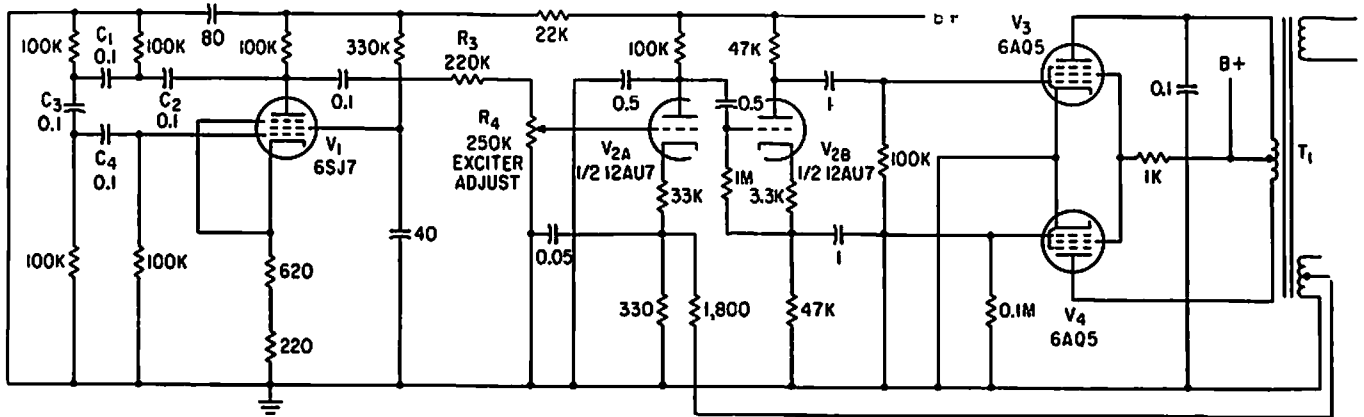 100K
C1
0.1
100K
80
100K
330K
22K
100K
47K
B+
V3
6AQ5
C3
0.1
C2
0.1
0.1
R3
220K
0.5
0.5
1
0.1
B+
C4
0.1
V1
6SJ7
R4
250K
EXCITER
ADJUST
V2A
1/2 12AU7
1M
V2B
1/2 12AU7
100K
1K
T1
33K
3.3K
100K
100K
620
40
0.05
1
220
330
1,800
47K
0.1M
V4
6AQ5